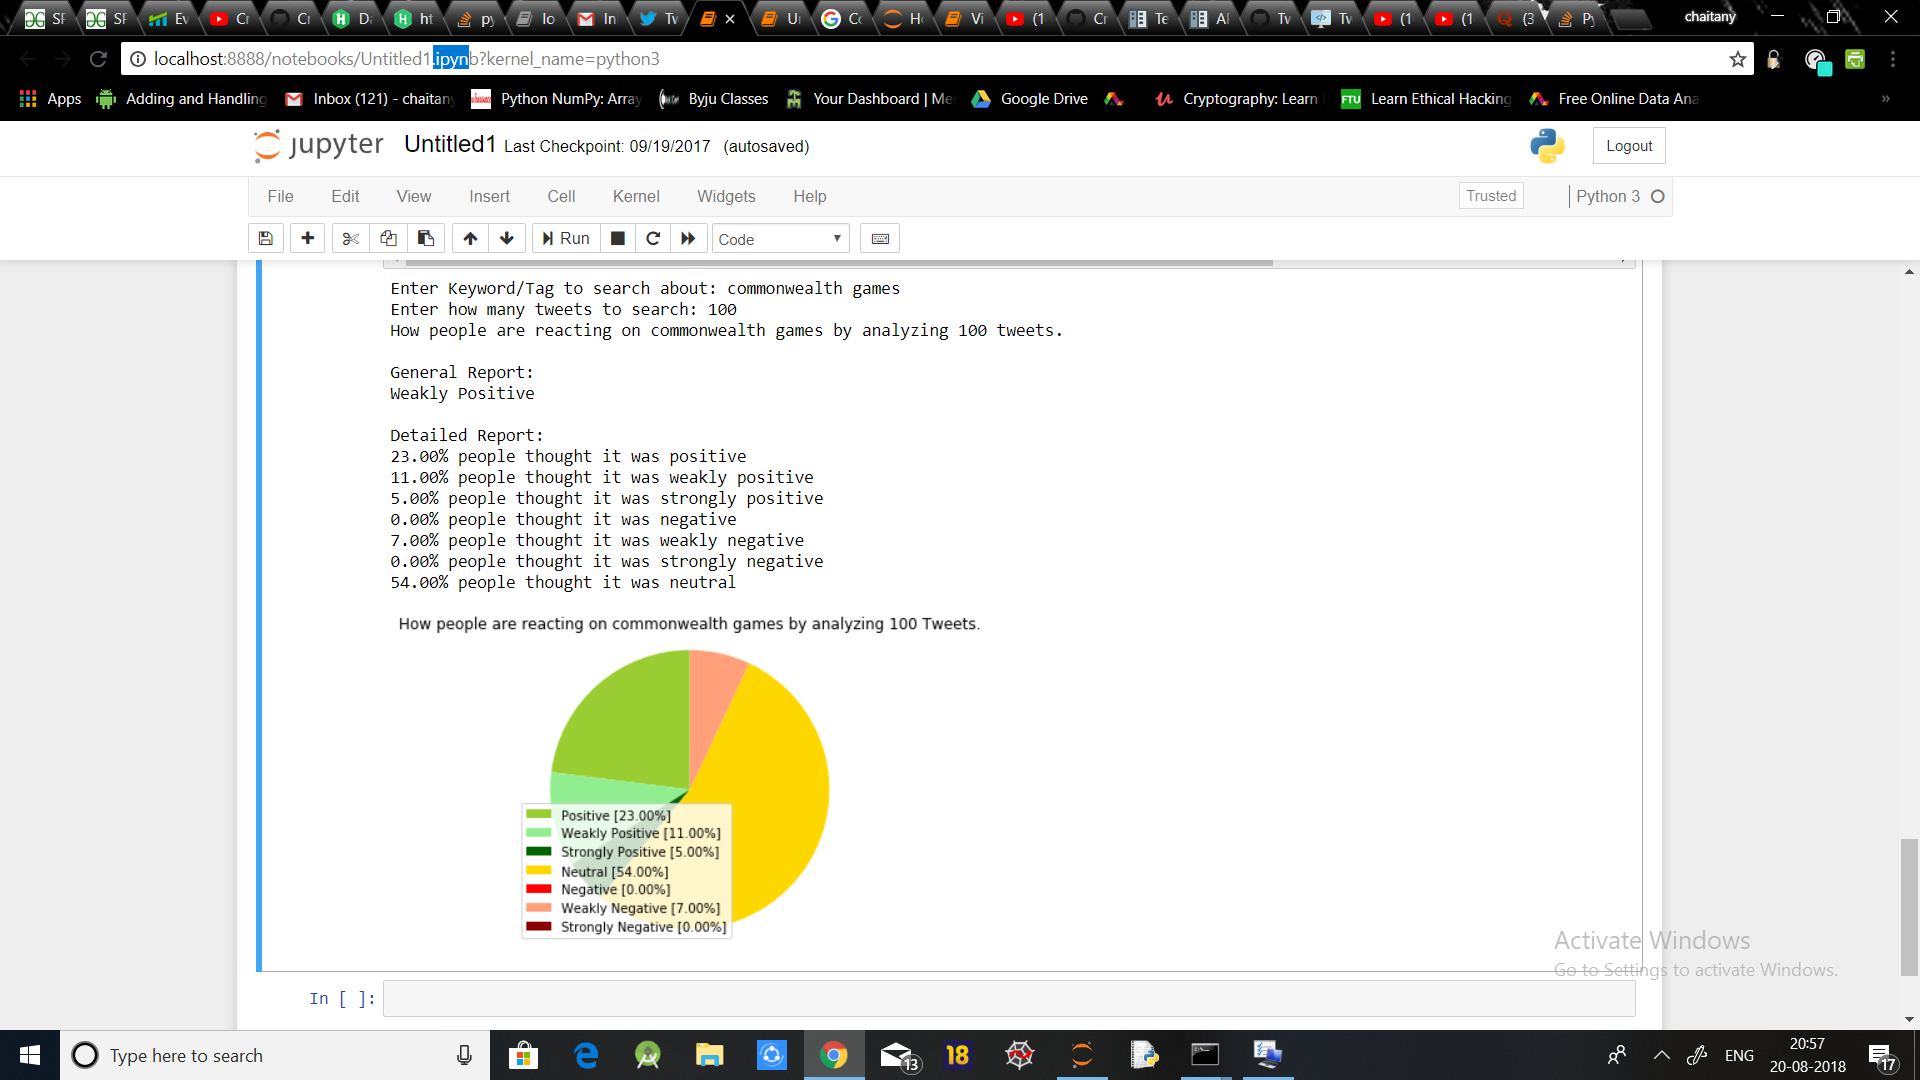 SF
SF
Ev
Cr
Cr
Da
ht
py
lo
In
Tw
Ur
Co
Ho
Vi
(1
Cr
Te
Al
Tw
Tw
(1
(1
(3
Py
chaitany
localhost:8888/notebooks/Untitled1.ipynb?kernel_name=python3
Apps
Adding and Handling
Inbox (121) - chaitany
Python NumPy: Array
Byju Classes
Your Dashboard | Me
Google Drive
Cryptography: Learn
FTU
Learn Ethical Hacking
Free Online Data Ana
»
jupyter Untitled1 Last Checkpoint: 09/19/2017 (autosaved)
Logout
File Edit View Insert Cell Kernel Widgets Help
Trusted
Python 3
Run
Code
Enter Keyword/Tag to search about: commonwealth games
Enter how many tweets to search: 100
How people are reacting on commonwealth games by analyzing 100 tweets.
General Report:
Weakly Positive
Detailed Report:
23.00% people thought it was positive
11.00% people thought it was weakly positive
5.00% people thought it was strongly positive
0.00% people thought it was negative
7.00% people thought it was weakly negative
0.00% people thought it was strongly negative
54.00% people thought it was neutral
How people are reacting on commonwealth games by analyzing 100 Tweets.
Positive [23.00%]
Weakly Positive [11.00%]
Strongly Positive [5.00%]
Neutral [54.00%]
Negative [0.00%]
Weakly Negative [7.00%]
Strongly Negative [0.00%]
Activate Windows
Go to Settings to activate Windows.
In [ ]:
Type here to search
13
18
ENG
20:57
20-08-2018
17